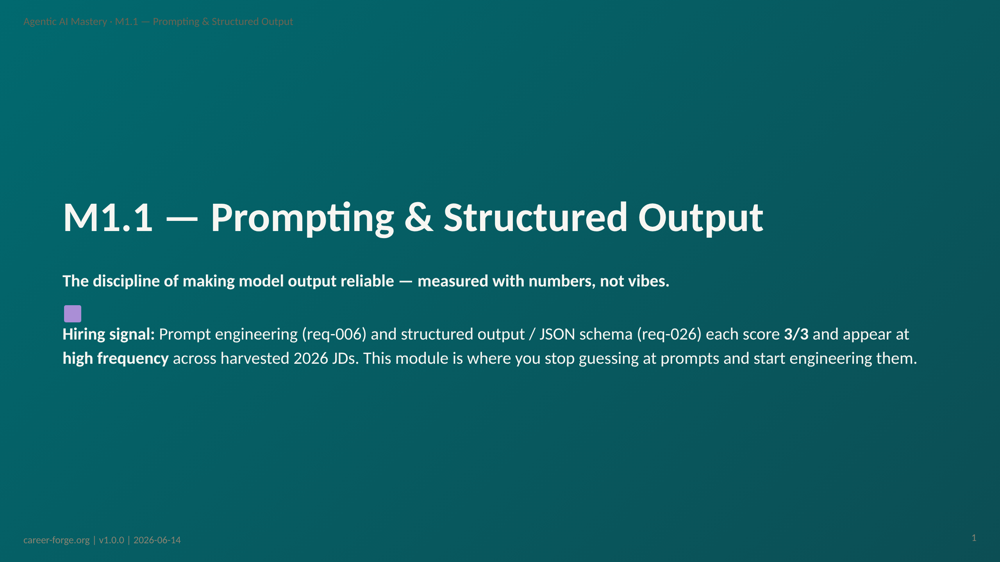 Agentic AI Mastery · M1.1 — Prompting & Structured Output
M1.1 — Prompting & Structured Output
The discipline of making model output reliable — measured with numbers, not vibes.
Hiring signal: Prompt engineering (req-006) and structured output / JSON schema (req-026) each score 3/3 and appear at
high frequency across harvested 2026 JDs. This module is where you stop guessing at prompts and start engineering them.
career-forge.org | v1.0.0 | 2026-06-14
1